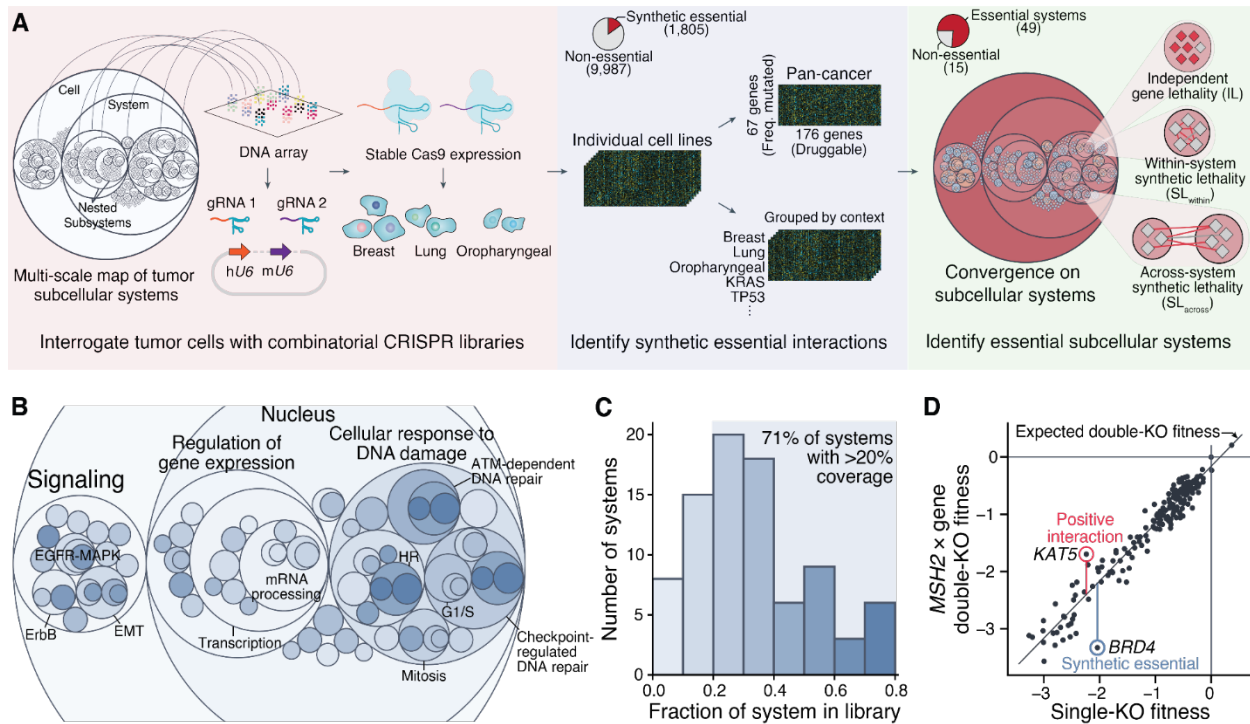 A
Cell
System
Nested
Subsystems
Multi-scale map of tumor
subcellular systems
DNA array
gRNA 1
gRNA 2
hU6
mU6
Stable Cas9 expression
Breast
Lung
Oropharyngeal
Interrogate tumor cells with combinatorial CRISPR libraries
Synthetic essential
(1,805)
Non-essential
(9,987)
Individual cell lines
Pan-cancer
67 genes
(Freq. mutated)
176 genes
(Druggable)
Grouped by context
Breast
Lung
Oropharyngeal
KRAS
TP53
...
Identify synthetic essential interactions
Essential systems
(49)
Non-essential
(15)
Convergence on
subcellular systems
Independent
gene lethality (IL)
Within-system
synthetic lethality
(SLwithin)
Across-system
synthetic lethality
(SLacross)
Identify essential subcellular systems
B
Nucleus
Signaling
Regulation of
gene expression
Cellular response to
DNA damage
ATM-dependent
DNA repair
EGFR-MAPK
ErbB
EMT
mRNA
processing
Transcription
HR
G1/S
Mitosis
Checkpoint-
regulated
DNA repair
C
71% of systems
with >20%
coverage
Number of systems
20
15
10
5
0
0.0 0.2 0.4 0.6 0.8
Fraction of system in library
D
Expected double-KO fitness
MSH2 × gene
double-KO fitness
0
-1
-2
-3
Positive
interaction
KAT5
BRD4
Synthetic essential
−3 −2 −1 0
Single-KO fitness